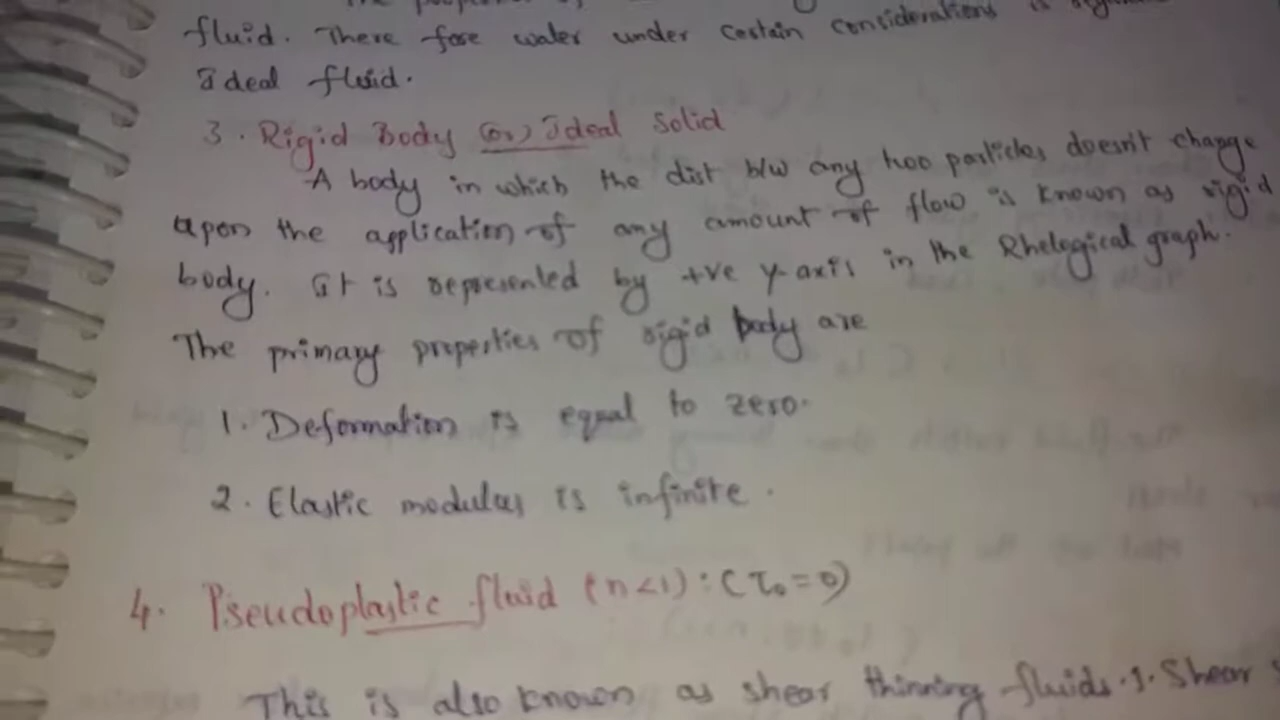 fluid. There fore water under certain considerations is
Ideal fluid.
3. Rigid Body (or) Ideal solid
A body in which the dist b/w any two particles doesn't change
upon the application of any amount of flow is known as rigid
body. It is represented by +ve y-axis in the Rhelogical graph.
The primary properties of rigid body are
1. Deformation is equal to zero.
2. Elastic modulus is infinite.
4. Pseudoplastic fluid (n<1): (τ₀=0)
This is also known as shear thinning fluids. 1. Shear